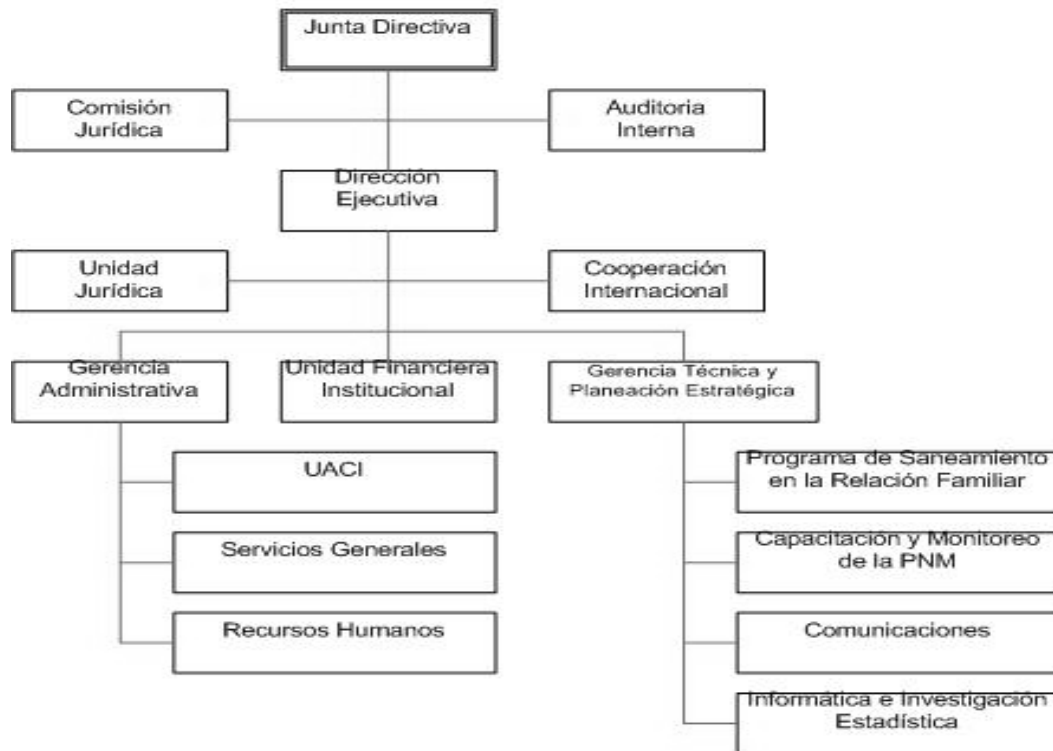 Junta Directiva
Comisión
Jurídica
Auditoria
Interna
Dirección
Ejecutiva
Unidad
Jurídica
Cooperación
Internacional
Gerencia
Administrativa
Unidad Financiera
Institucional
Gerencia Técnica y
Planeación Estratégica
UACI
Servicios Generales
Recursos Humanos
Programa de Saneamiento
en la Relación Familiar
Capacitación y Monitoreo
de la PNM
Comunicaciones
Informática e Investigación
Estadística